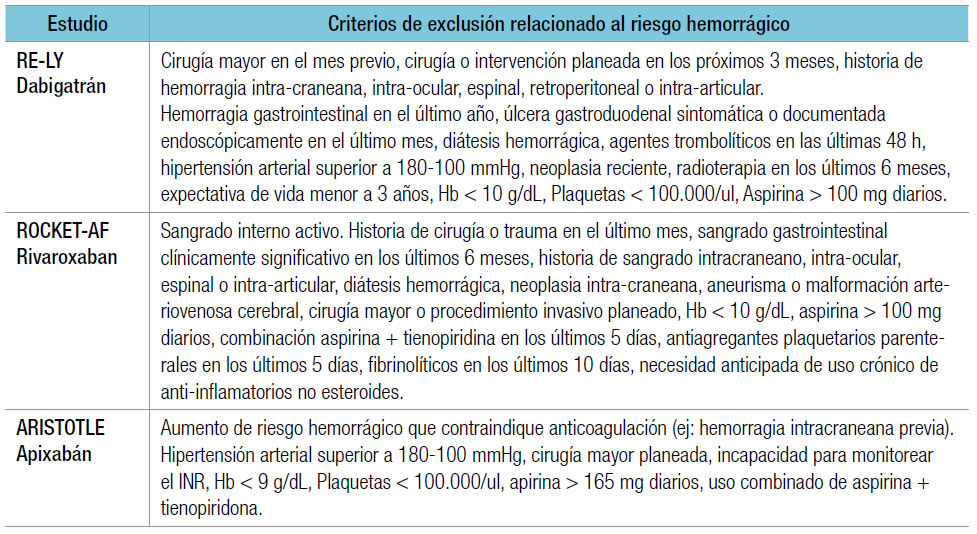 Estudio
Criterios de exclusión relacionado al riesgo hemorrágico
RE-LY
Dabigatrán
Cirugía mayor en el mes previo, cirugía o intervención planeada en los próximos 3 meses, historia de
hemorragia intra-craneana, intra-ocular, espinal, retroperitoneal o intra-articular.
Hemorragia gastrointestinal en el último año, úlcera gastroduodenal sintomática o documentada
endoscópicamente en el último mes, diátesis hemorrágica, agentes trombolíticos en las últimas 48 h,
hipertensión arterial superior a 180-100 mmHg, neoplasia reciente, radioterapia en los últimos 6 meses,
expectativa de vida menor a 3 años, Hb < 10 g/dL, Plaquetas < 100.000/ul, Aspirina > 100 mg diarios.
ROCKET-AF
Rivaroxaban
Sangrado interno activo. Historia de cirugía o trauma en el último mes, sangrado gastrointestinal
clínicamente significativo en los últimos 6 meses, historia de sangrado intracraneano, intra-ocular,
espinal o intra-articular, diátesis hemorrágica, neoplasia intra-craneana, aneurisma o malformación arte-
riovenosa cerebral, cirugía mayor o procedimiento invasivo planeado, Hb < 10 g/dL, aspirina > 100 mg
diarios, combinación aspirina + tienopiridina en los últimos 5 días, antiagregantes plaquetarios parente-
rales en los últimos 5 días, fibrinolíticos en los últimos 10 días, necesidad anticipada de uso crónico de
anti-inflamatorios no esteroides.
ARISTOTLE
Apixabán
Aumento de riesgo hemorrágico que contraindique anticoagulación (ej: hemorragia intracraneana previa).
Hipertensión arterial superior a 180-100 mmHg, cirugía mayor planeada, incapacidad para monitorear
el INR, Hb < 9 g/dL, Plaquetas < 100.000/ul, apirina > 165 mg diarios, uso combinado de aspirina +
tienopiridona.